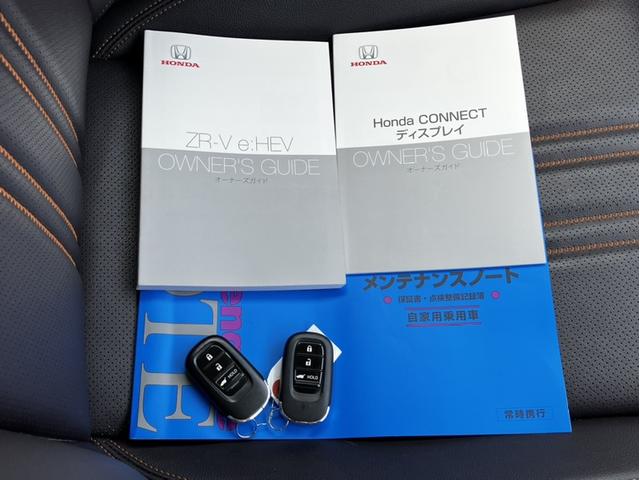 HONDA
ZR-V e:HEV
OWNER'S GUIDE
オーナーズガイド
HONDA
Honda CONNECT
ディスプレイ
OWNER'S GUIDE
オーナーズガイド
メンテナンスノート
保証書・点検整備記録簿
自家用乗用車
常時携行
HOLD
HOLD